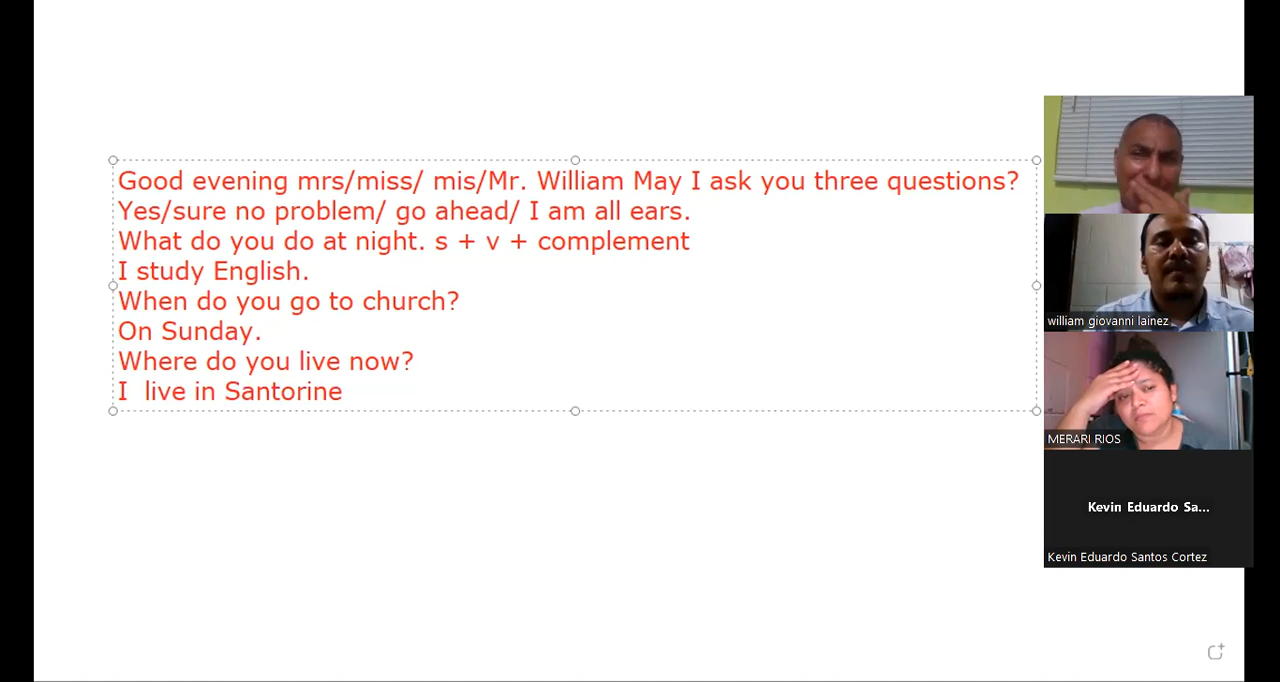 Good evening mrs/miss/ mis/Mr. William May I ask you three questions?
Yes/sure no problem/ go ahead/ I am all ears.
What do you do at night. s + v + complement
I study English.
When do you go to church?
On Sunday.
Where do you live now?
I  live in Santorine
william giovanni lainez
MERARI RIOS
Kevin Eduardo Sa...
Kevin Eduardo Santos Cortez